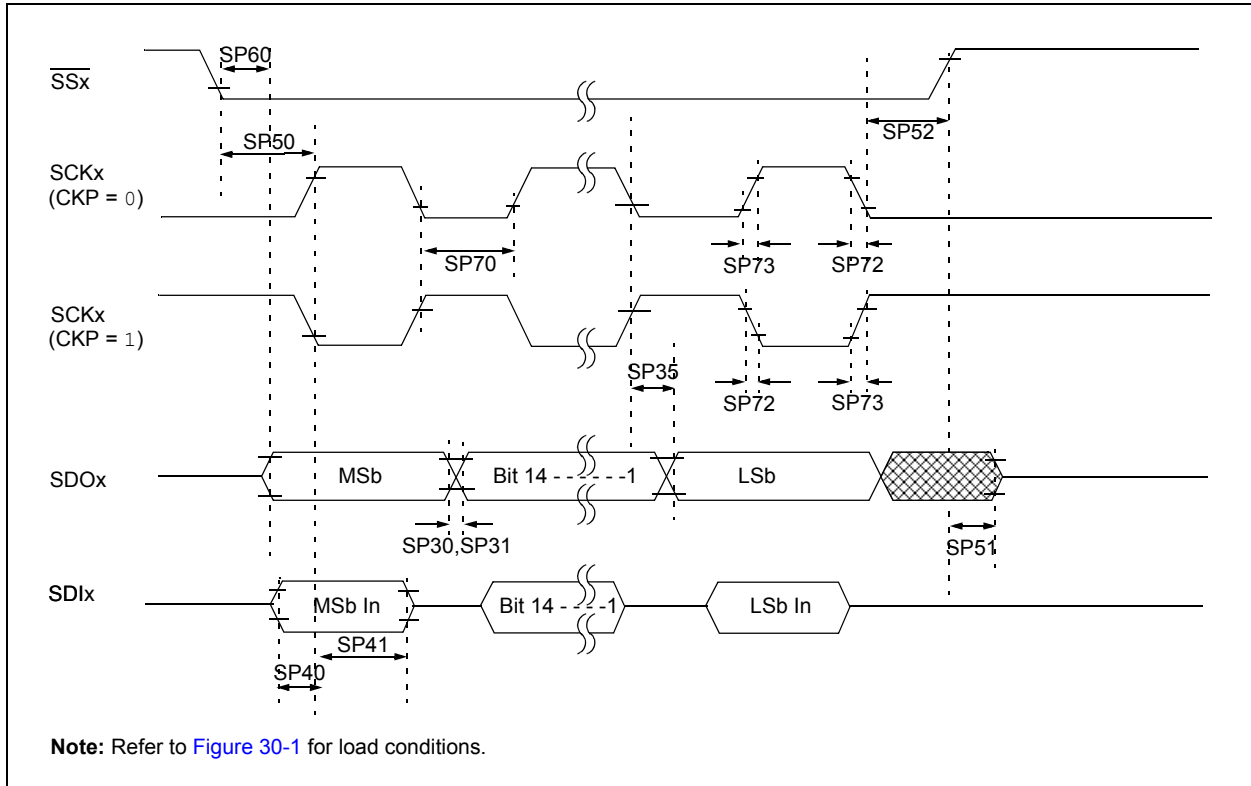 SP60
SSx
SP50
SP52
SCKx
(CKP = 0)
SP70
SP73
SP72
SCKx
(CKP = 1)
SP35
SP72
SP73
SDOx
MSb
Bit 14 - - - - - -1
LSb
SP30,SP31
SP51
SDIx
MSb In
Bit 14 - - - -1
LSb In
SP41
SP40
Note: Refer to Figure 30-1 for load conditions.